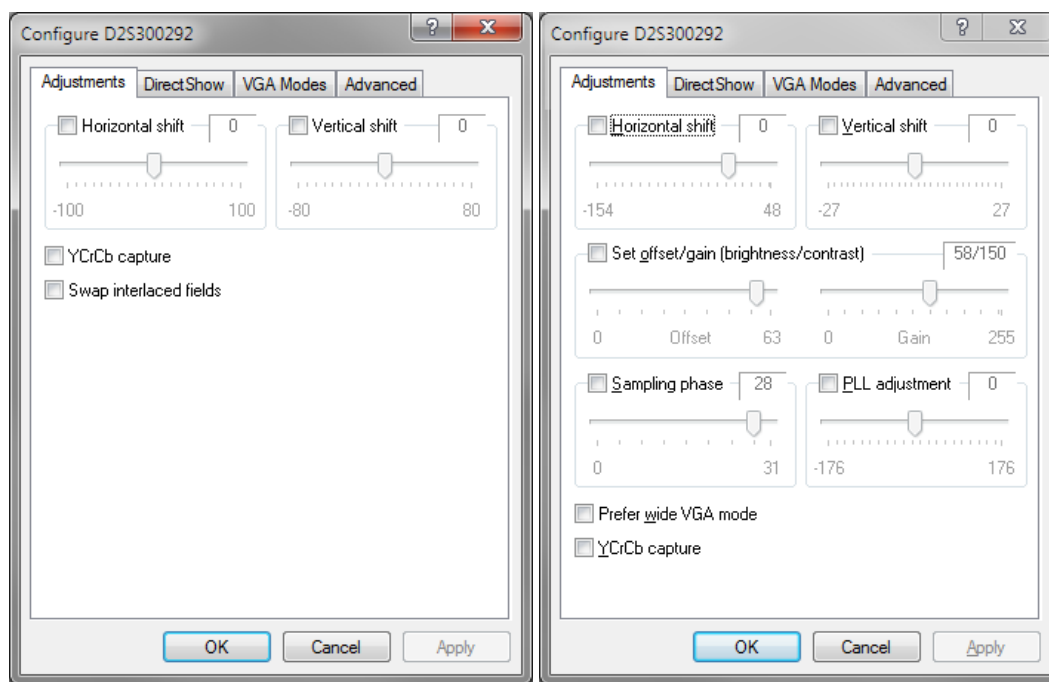 Configure D2S300292
Adjustments DirectShow VGA Modes Advanced
Horizontal shift 0 Vertical shift 0
-100 100 -80 80
YCrCb capture
Swap interlaced fields
OK Cancel Apply
Configure D2S300292
Adjustments DirectShow VGA Modes Advanced
Horizontal shift 0 Vertical shift 0
-154 48 -27 27
Set offset/gain (brightness/contrast) 58/150
0 Offset 63 0 Gain 255
Sampling phase 28 PLL adjustment 0
0 31 -176 176
Prefer wide VGA mode
YCrCb capture
OK Cancel Apply